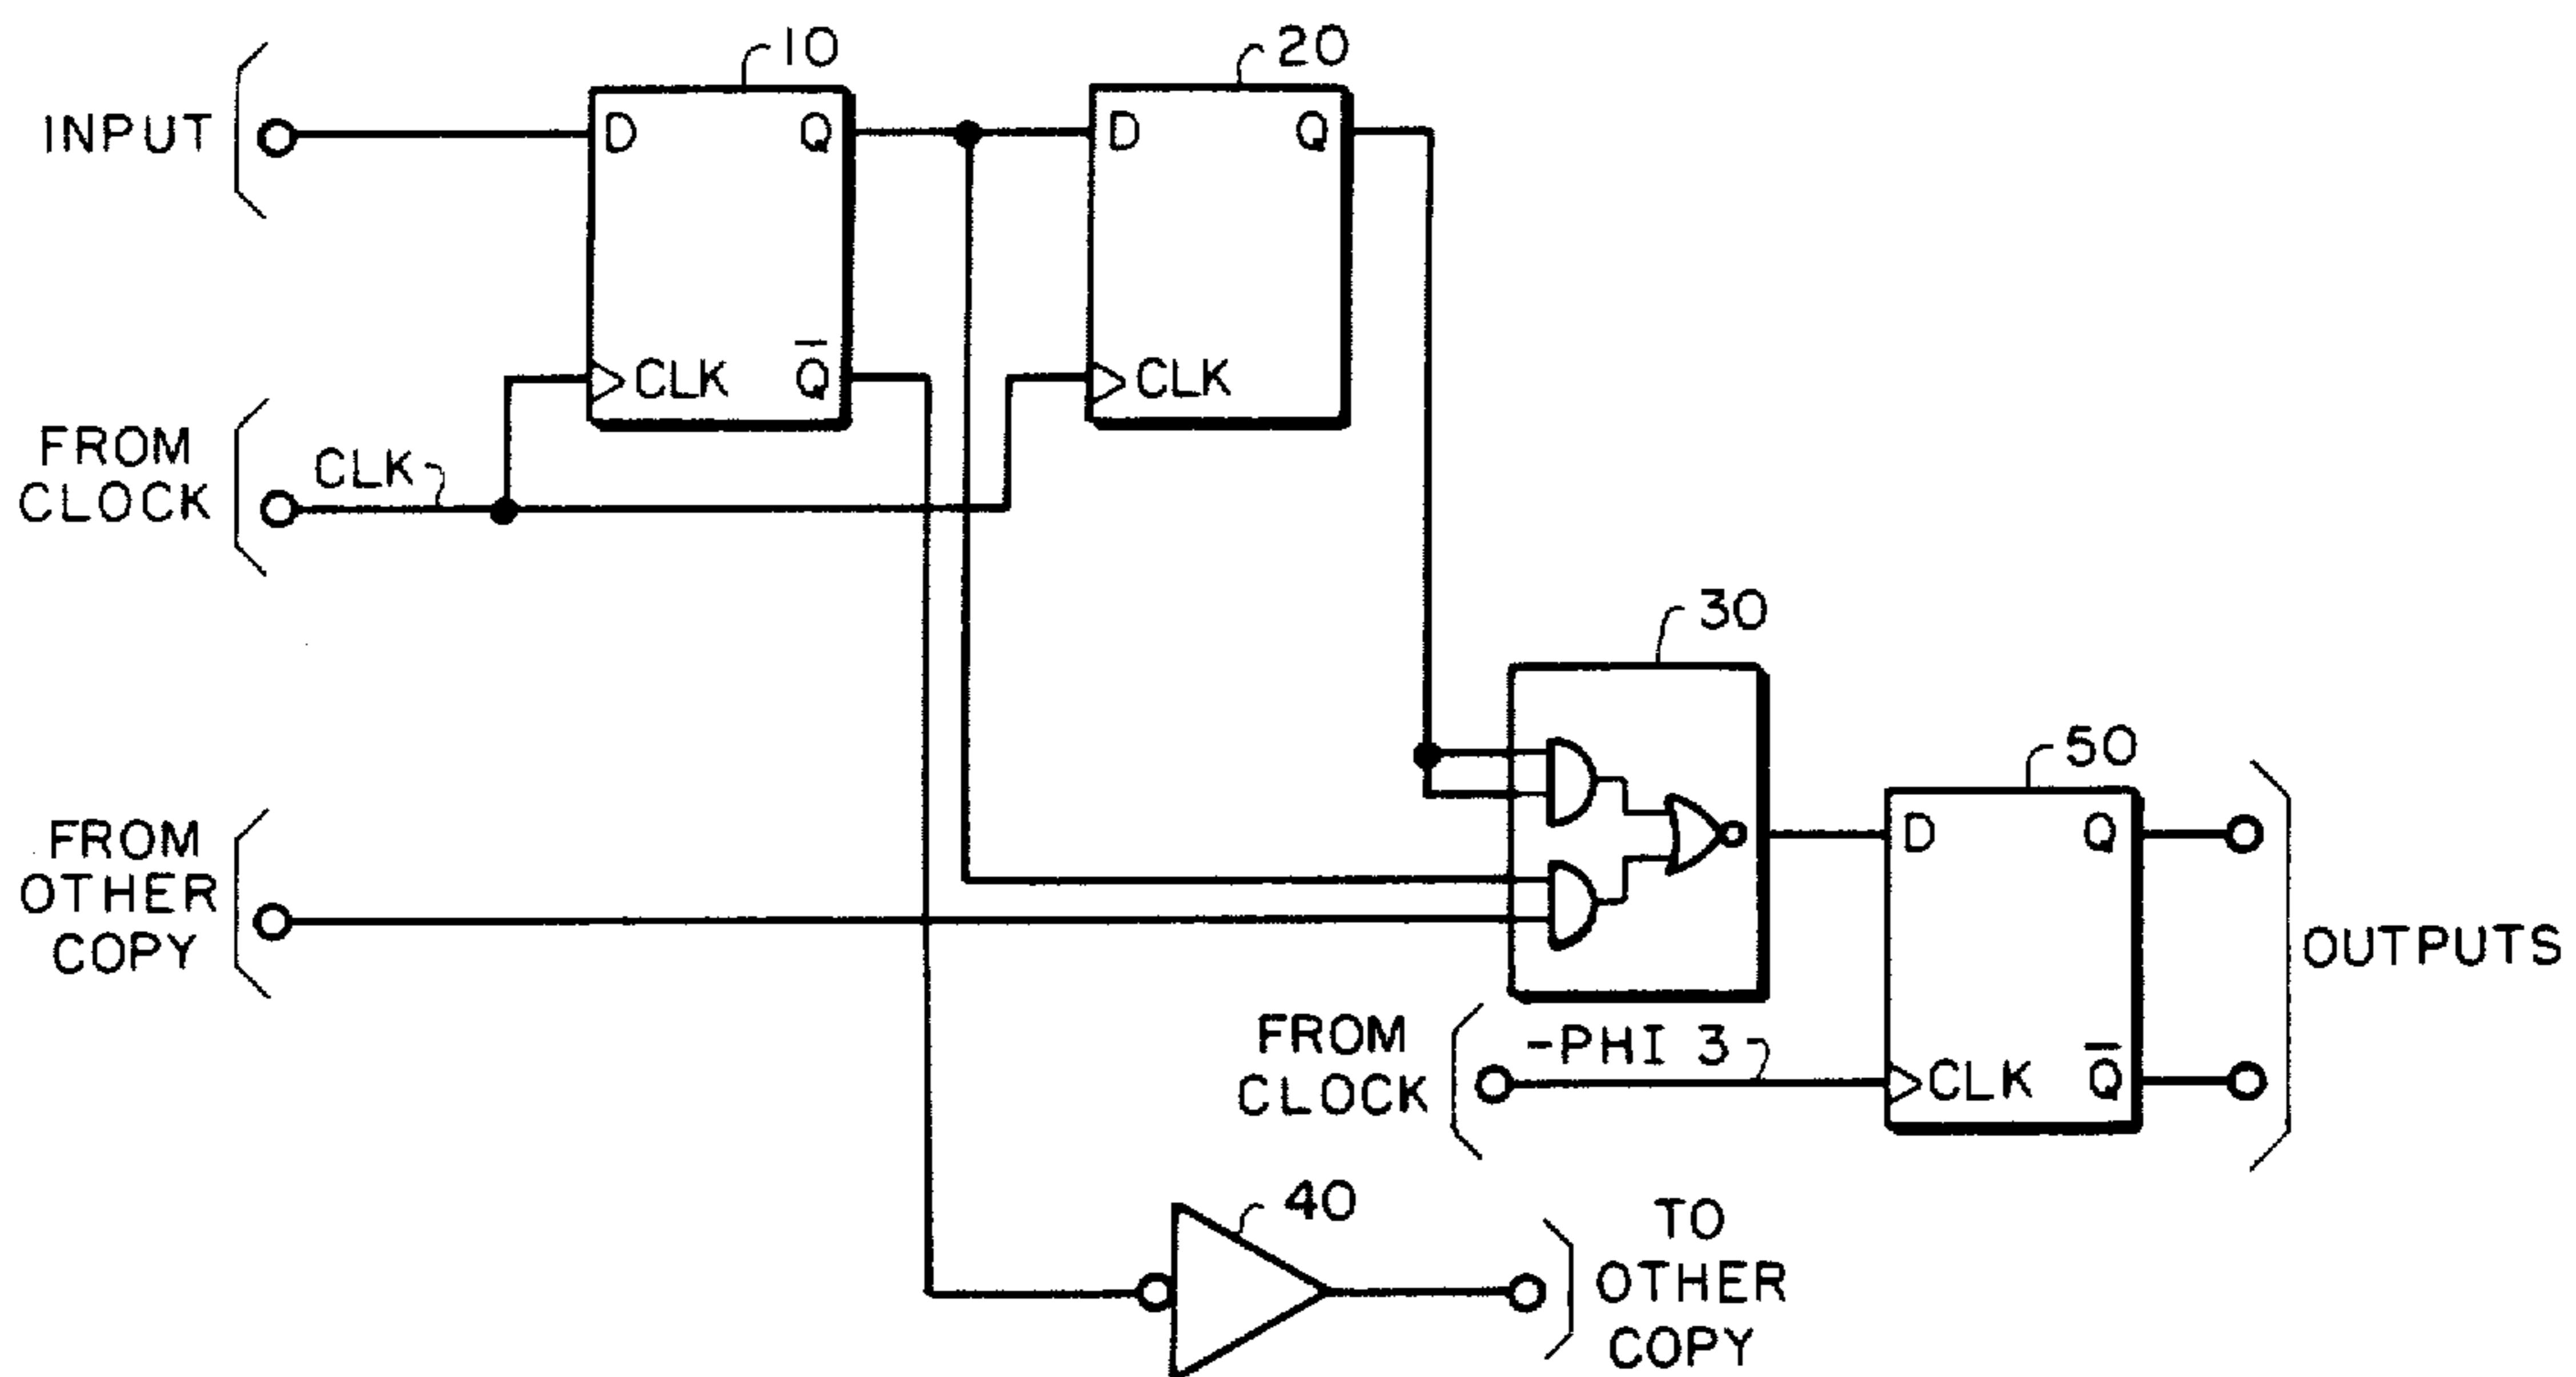 10
20
INPUT
D
Q
D
Q
CLK
Q̅
CLK
FROM
CLOCK
CLK
30
50
FROM
OTHER
COPY
D
Q
OUTPUTS
FROM
CLOCK
-PHI 3
CLK
Q̅
40
TO
OTHER
COPY